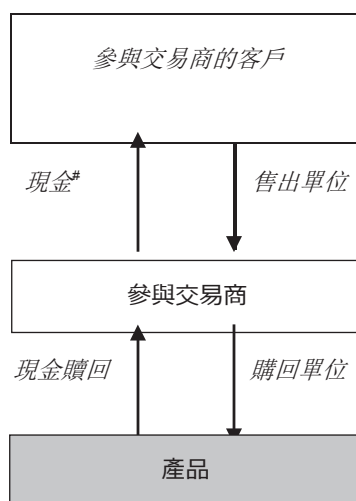 參與交易商的客戶
現金#
售出單位
參與交易商
現金贖回
購回單位
產品